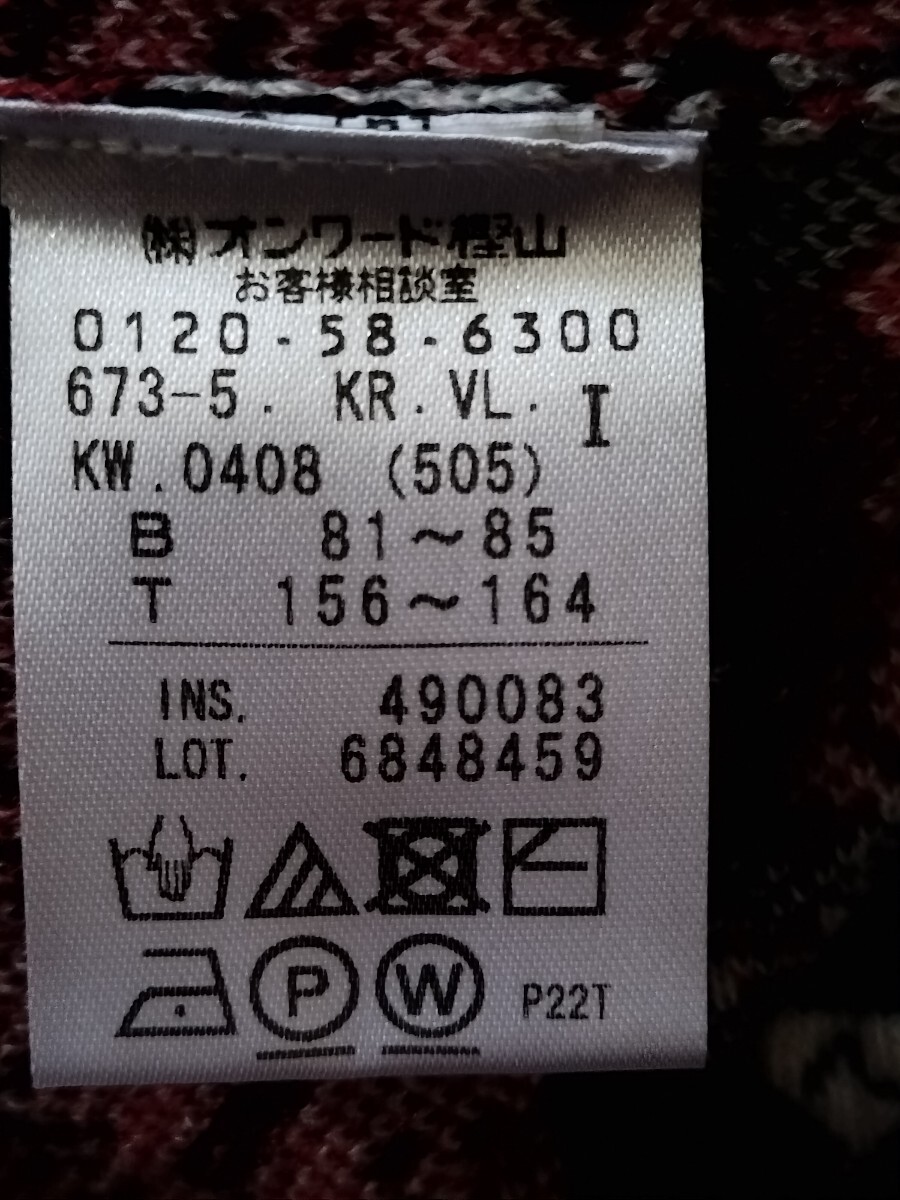 ㈱オンワード樫山
お客様相談室
0120-58-6300
673-5. KR.VL. I
KW.0408 (505)
B 81～85
T 156～164
INS. 490083
LOT. 6848459
P W P22T